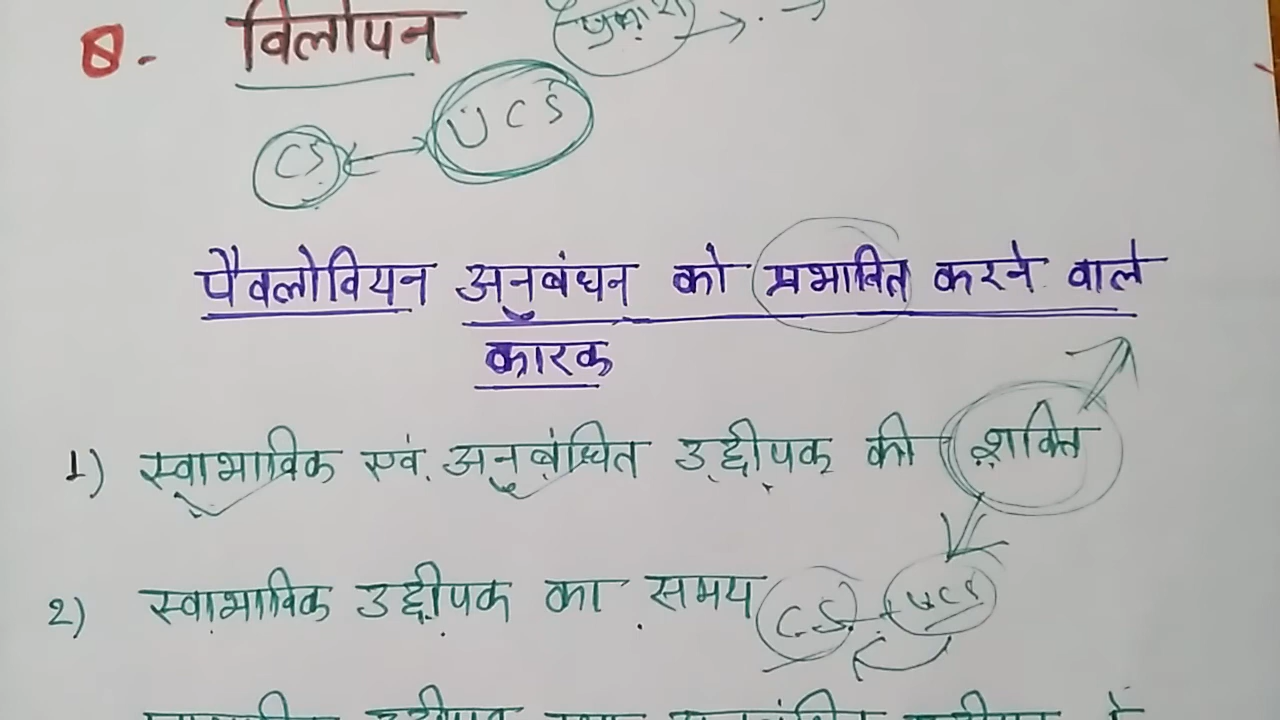 8. विलोपन
CS UCS
पैवलोवियन अनुबंधन को प्रभावित करने वाले
कारक
1) स्वाभाविक एवं अनुबंधित उद्दीपक की शक्ति
2) स्वाभाविक उद्दीपक का समय CS + UCS